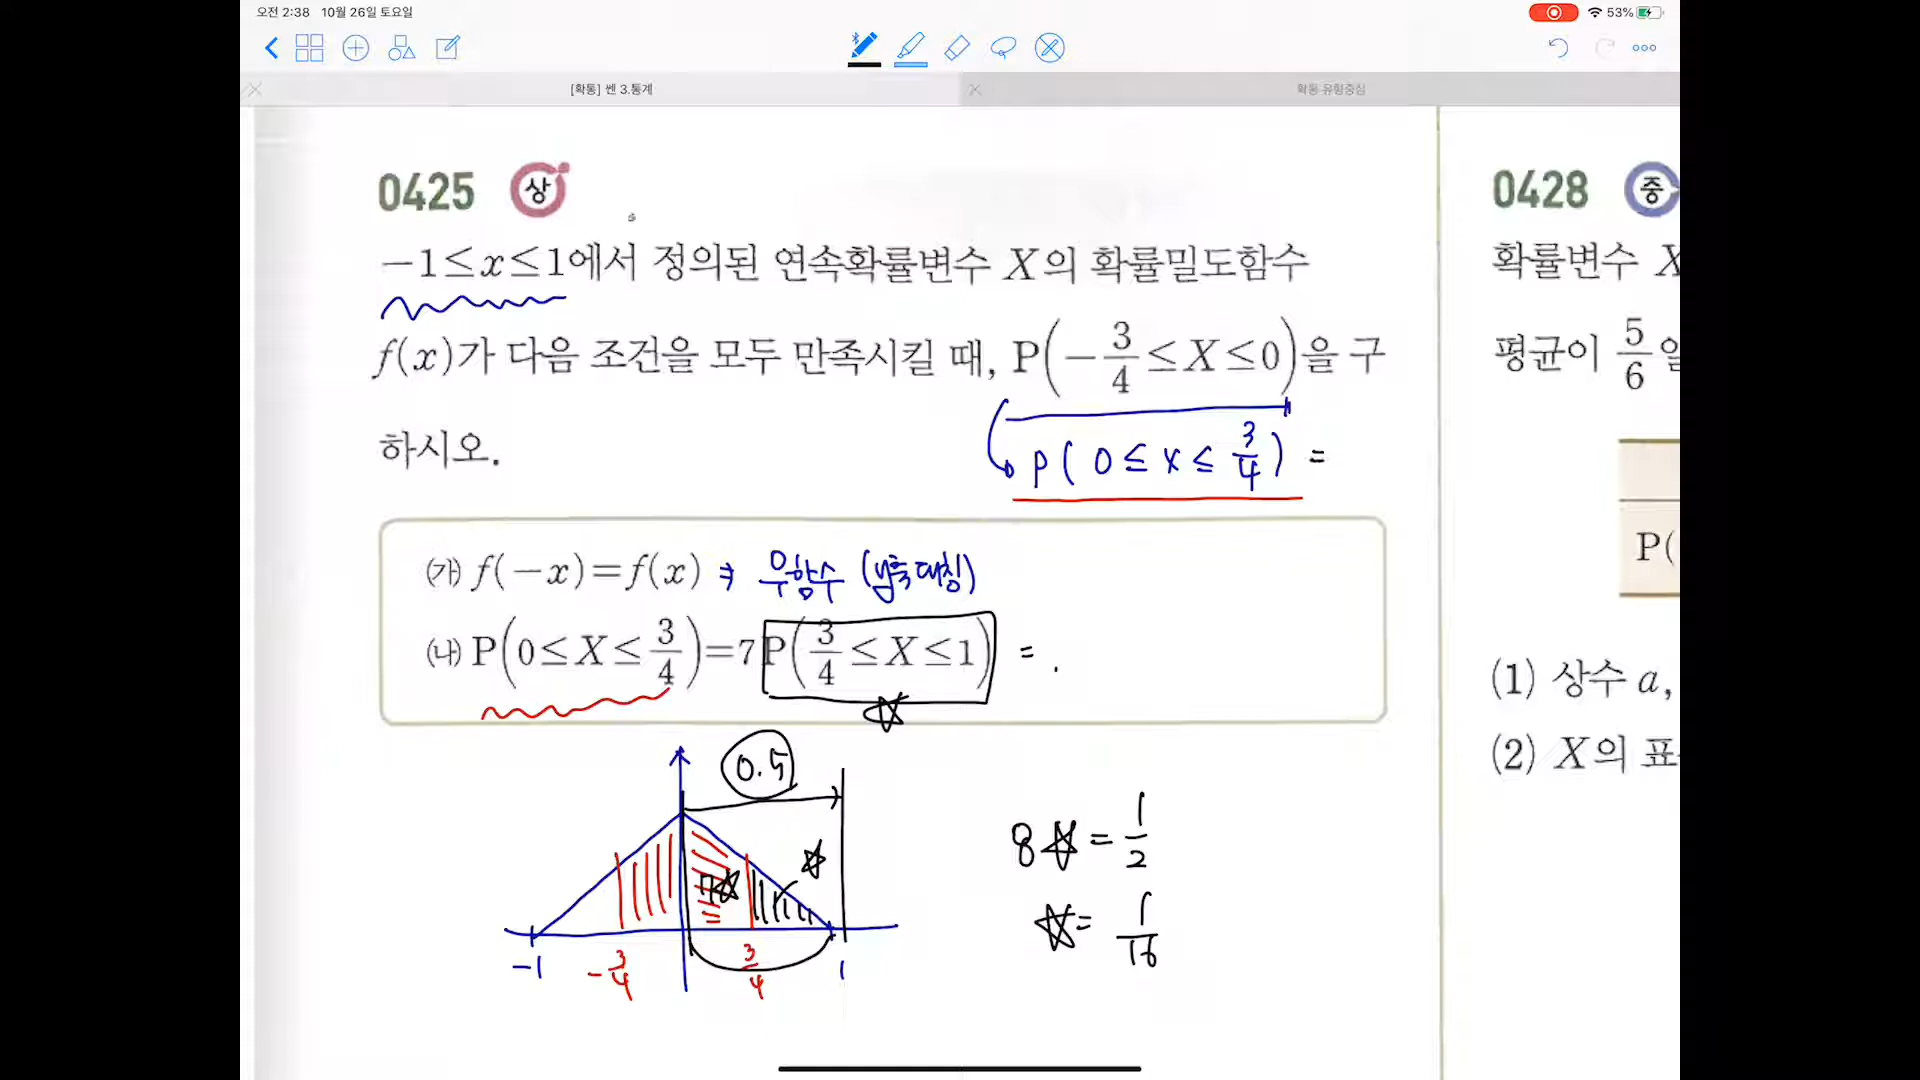 오전 2:38 10월 26일 토요일
53%
[확통] 쎈 3.통계
확통 유형중심
0425 상
-1≤x≤1에서 정의된 연속확률변수 X의 확률밀도함수
f(x)가 다음 조건을 모두 만족시킬 때, P(-3/4≤X≤0)을 구
하시오.
P(0≤x≤3/4) =
(가) f(-x)=f(x) → 우함수 (y축대칭)
(나) P(0≤X≤3/4)=7P(3/4≤X≤1) = .
☆
0.5
☆
7☆
-1 -3/4 3/4 1
8☆=1/2
☆=1/16
0428 중
확률변수 X
평균이 5/6일
P(
(1) 상수 a,
(2) X의 표